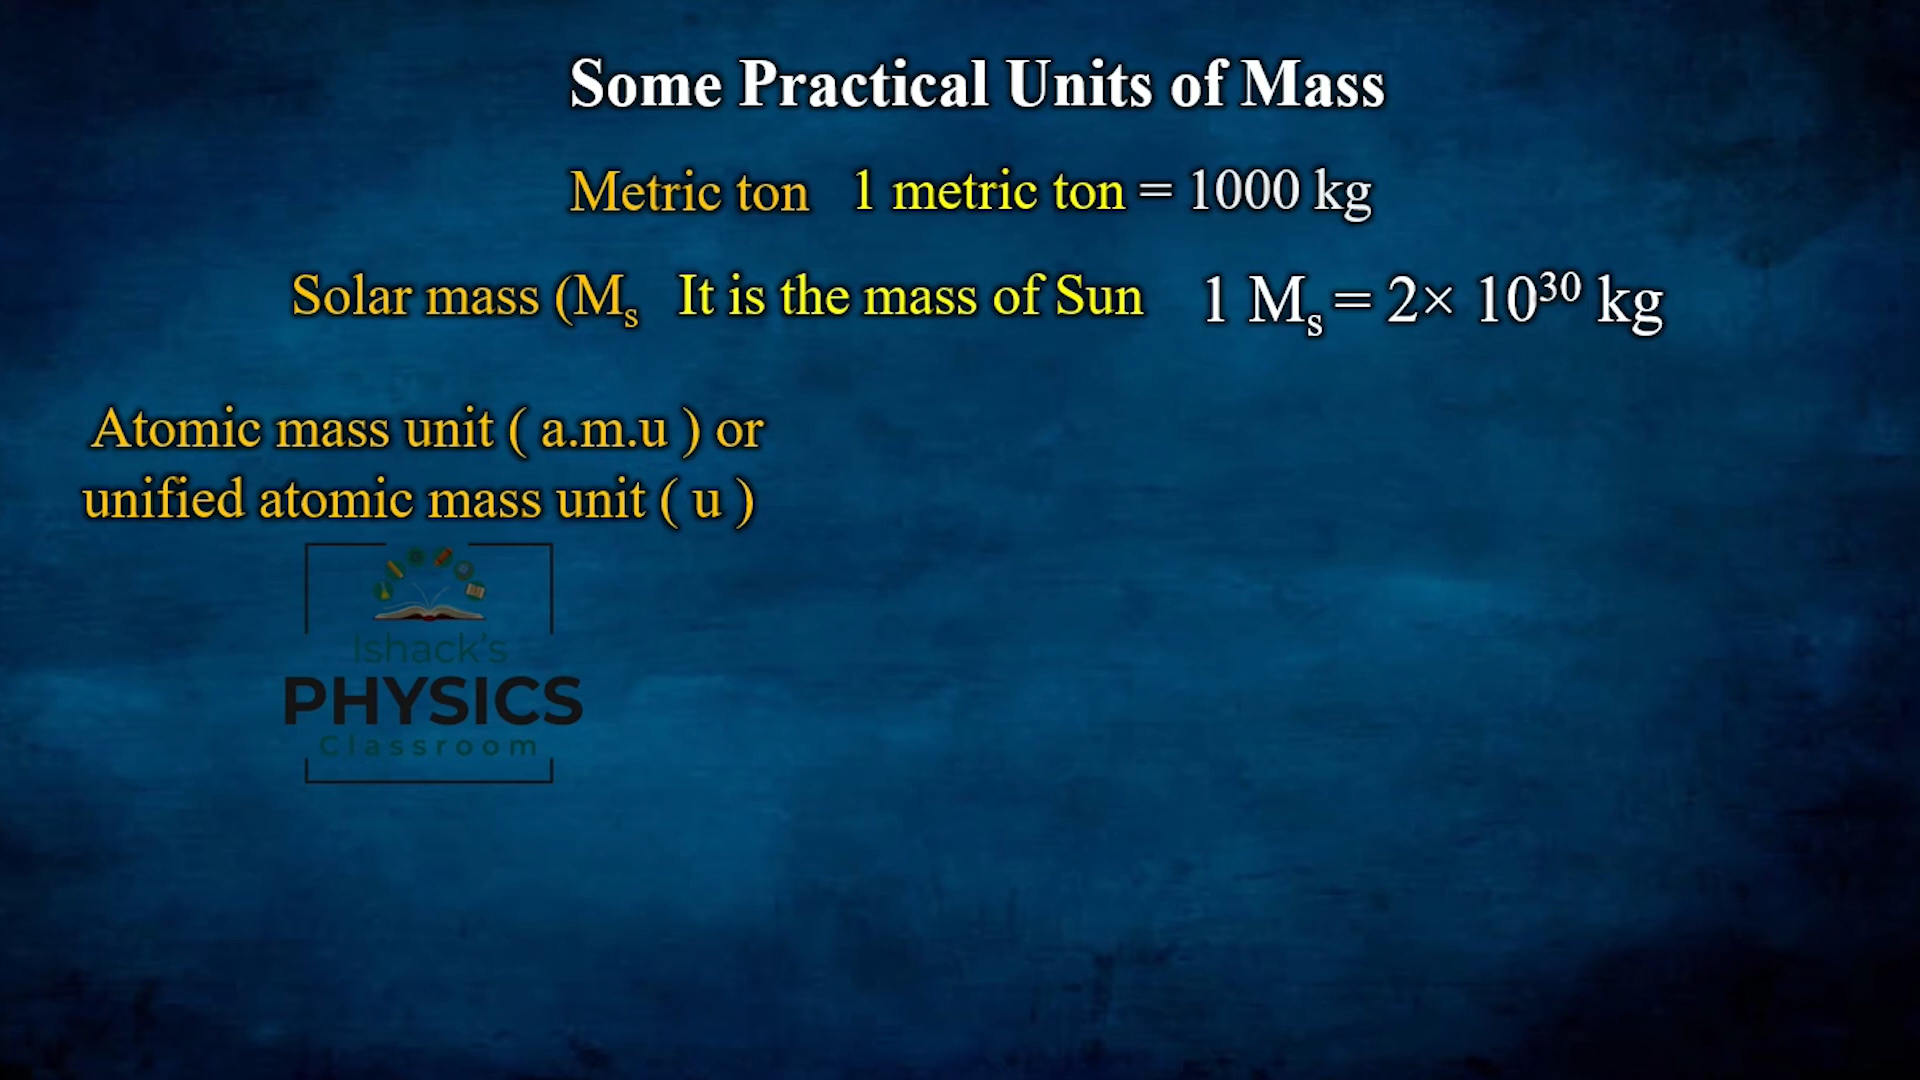 Some Practical Units of Mass
Metric ton 1 metric ton = 1000 kg
Solar mass (Mₛ It is the mass of Sun 1 Mₛ = 2× 10³⁰ kg
Atomic mass unit ( a.m.u ) or
unified atomic mass unit ( u )
Ishack's
PHYSICS
Classroom